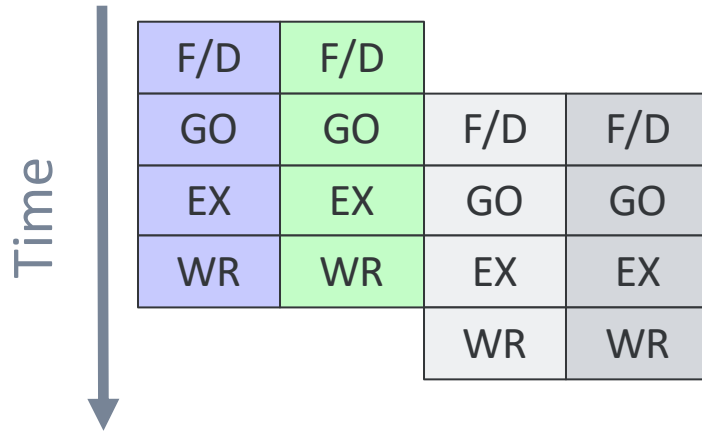 Time
F/D F/D
GO GO F/D F/D
EX EX GO GO
WR WR EX EX
WR WR